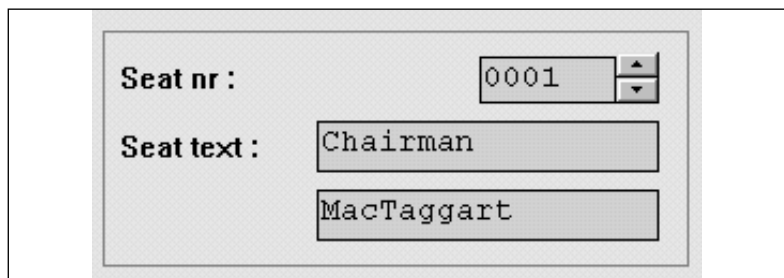 Seat nr : 0001
Seat text : Chairman
MacTaggart